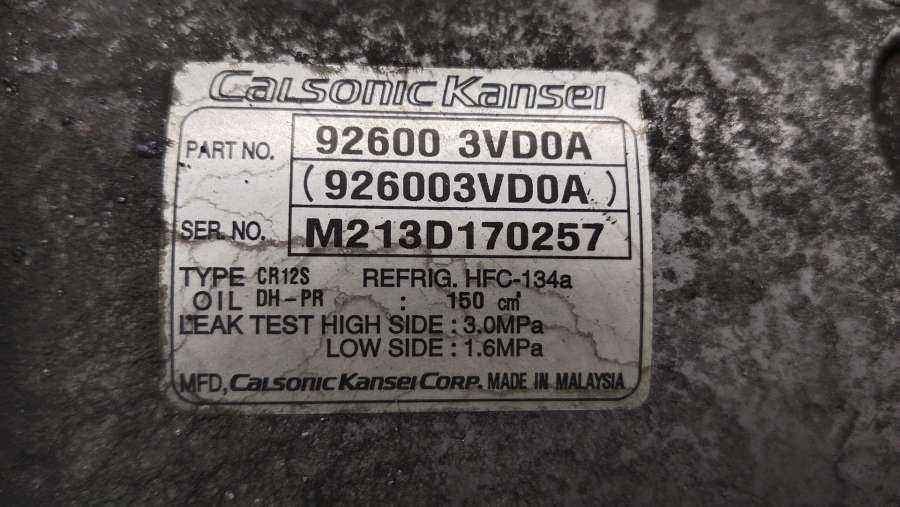 CALSONIC KANSEI
PART NO. 92600 3VD0A
(926003VD0A )
SER. NO. M213D170257
TYPE CR12S REFRIG. HFC-134a
OIL DH-PR : 150 cm³
LEAK TEST HIGH SIDE : 3.0MPa
LOW SIDE : 1.6MPa
MFD, CALSONIC KANSEI CORP. MADE IN MALAYSIA